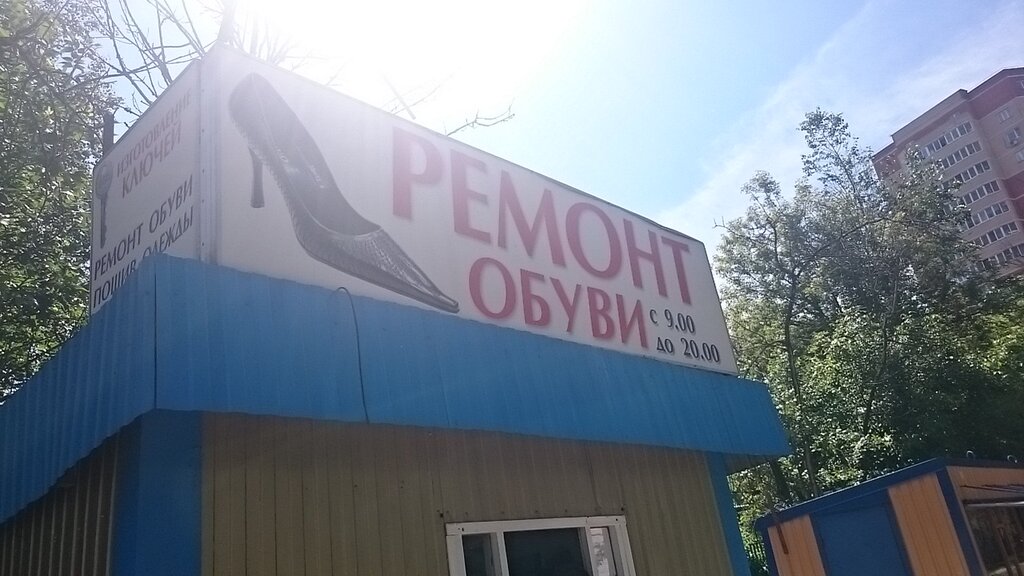 ИЗГОТОВЛЕНИЕ
КЛЮЧЕЙ
РЕМОНТ ОБУВИ
ПОШИВ ОДЕЖДЫ
РЕМОНТ
ОБУВИ
с 9.00
до 20.00